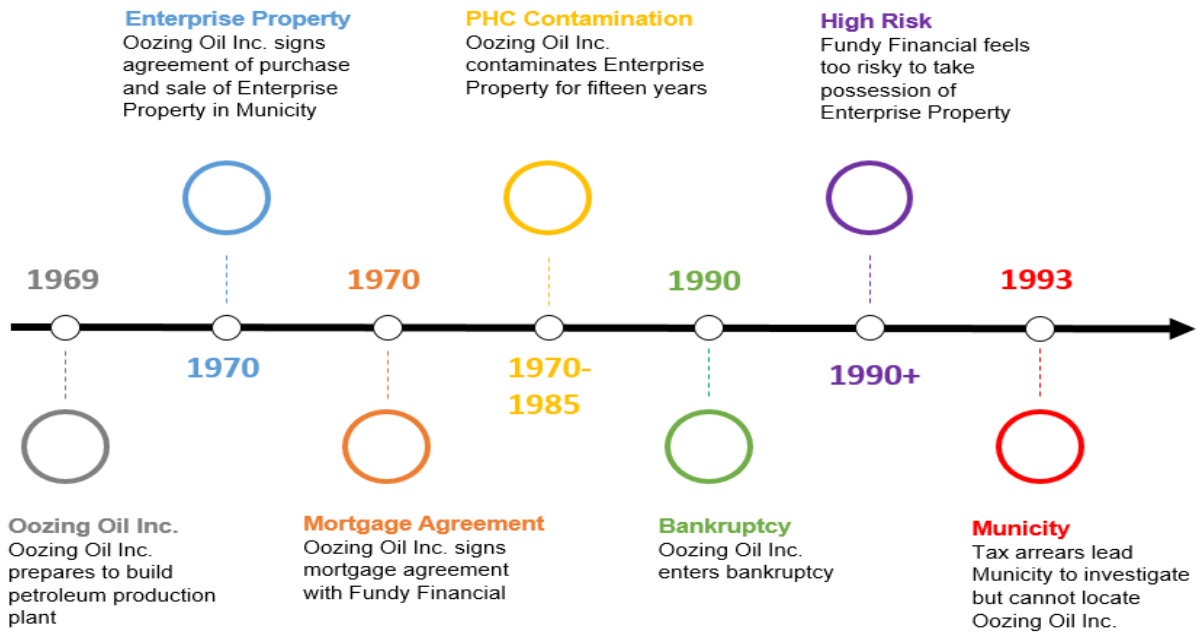 Enterprise Property
Oozing Oil Inc. signs
agreement of purchase
and sale of Enterprise
Property in Municity
PHC Contamination
Oozing Oil Inc.
contaminates Enterprise
Property for fifteen years
High Risk
Fundy Financial feels
too risky to take
possession of
Enterprise Property
1969
1970
1970
1970-
1985
1990
1990+
1993
Oozing Oil Inc.
Oozing Oil Inc.
prepares to build
petroleum production
plant
Mortgage Agreement
Oozing Oil Inc. signs
mortgage agreement
with Fundy Financial
Bankruptcy
Oozing Oil Inc.
enters bankruptcy
Municity
Tax arrears lead
Municity to investigate
but cannot locate
Oozing Oil Inc.